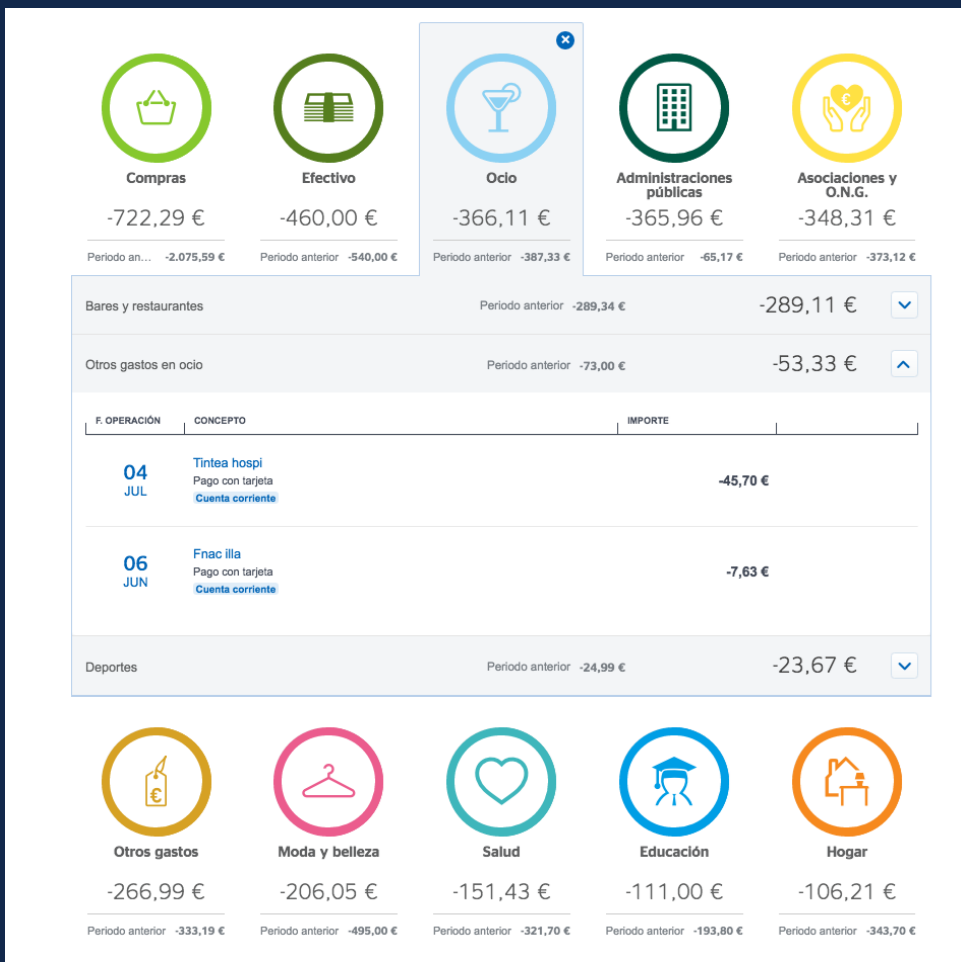 Compras
Efectivo
Ocio
Administraciones
públicas
Asociaciones y
O.N.G.
-722,29 €
-460,00 €
-366,11 €
-365,96 €
-348,31 €
Periodo an... -2.075,59 €
Periodo anterior -540,00 €
Periodo anterior -387,33 €
Periodo anterior -65,17 €
Periodo anterior -373,12 €
Bares y restaurantes Periodo anterior -289,34 € -289,11 €
Otros gastos en ocio Periodo anterior -73,00 € -53,33 €
F. OPERACIÓN CONCEPTO IMPORTE
04
JUL
Tintea hospi
Pago con tarjeta
Cuenta corriente
-45,70 €
06
JUN
Fnac illa
Pago con tarjeta
Cuenta corriente
-7,63 €
Deportes Periodo anterior -24,99 € -23,67 €
€
Otros gastos
Moda y belleza
Salud
Educación
Hogar
-266,99 €
-206,05 €
-151,43 €
-111,00 €
-106,21 €
Periodo anterior -333,19 €
Periodo anterior -495,00 €
Periodo anterior -321,70 €
Periodo anterior -193,80 €
Periodo anterior -343,70 €